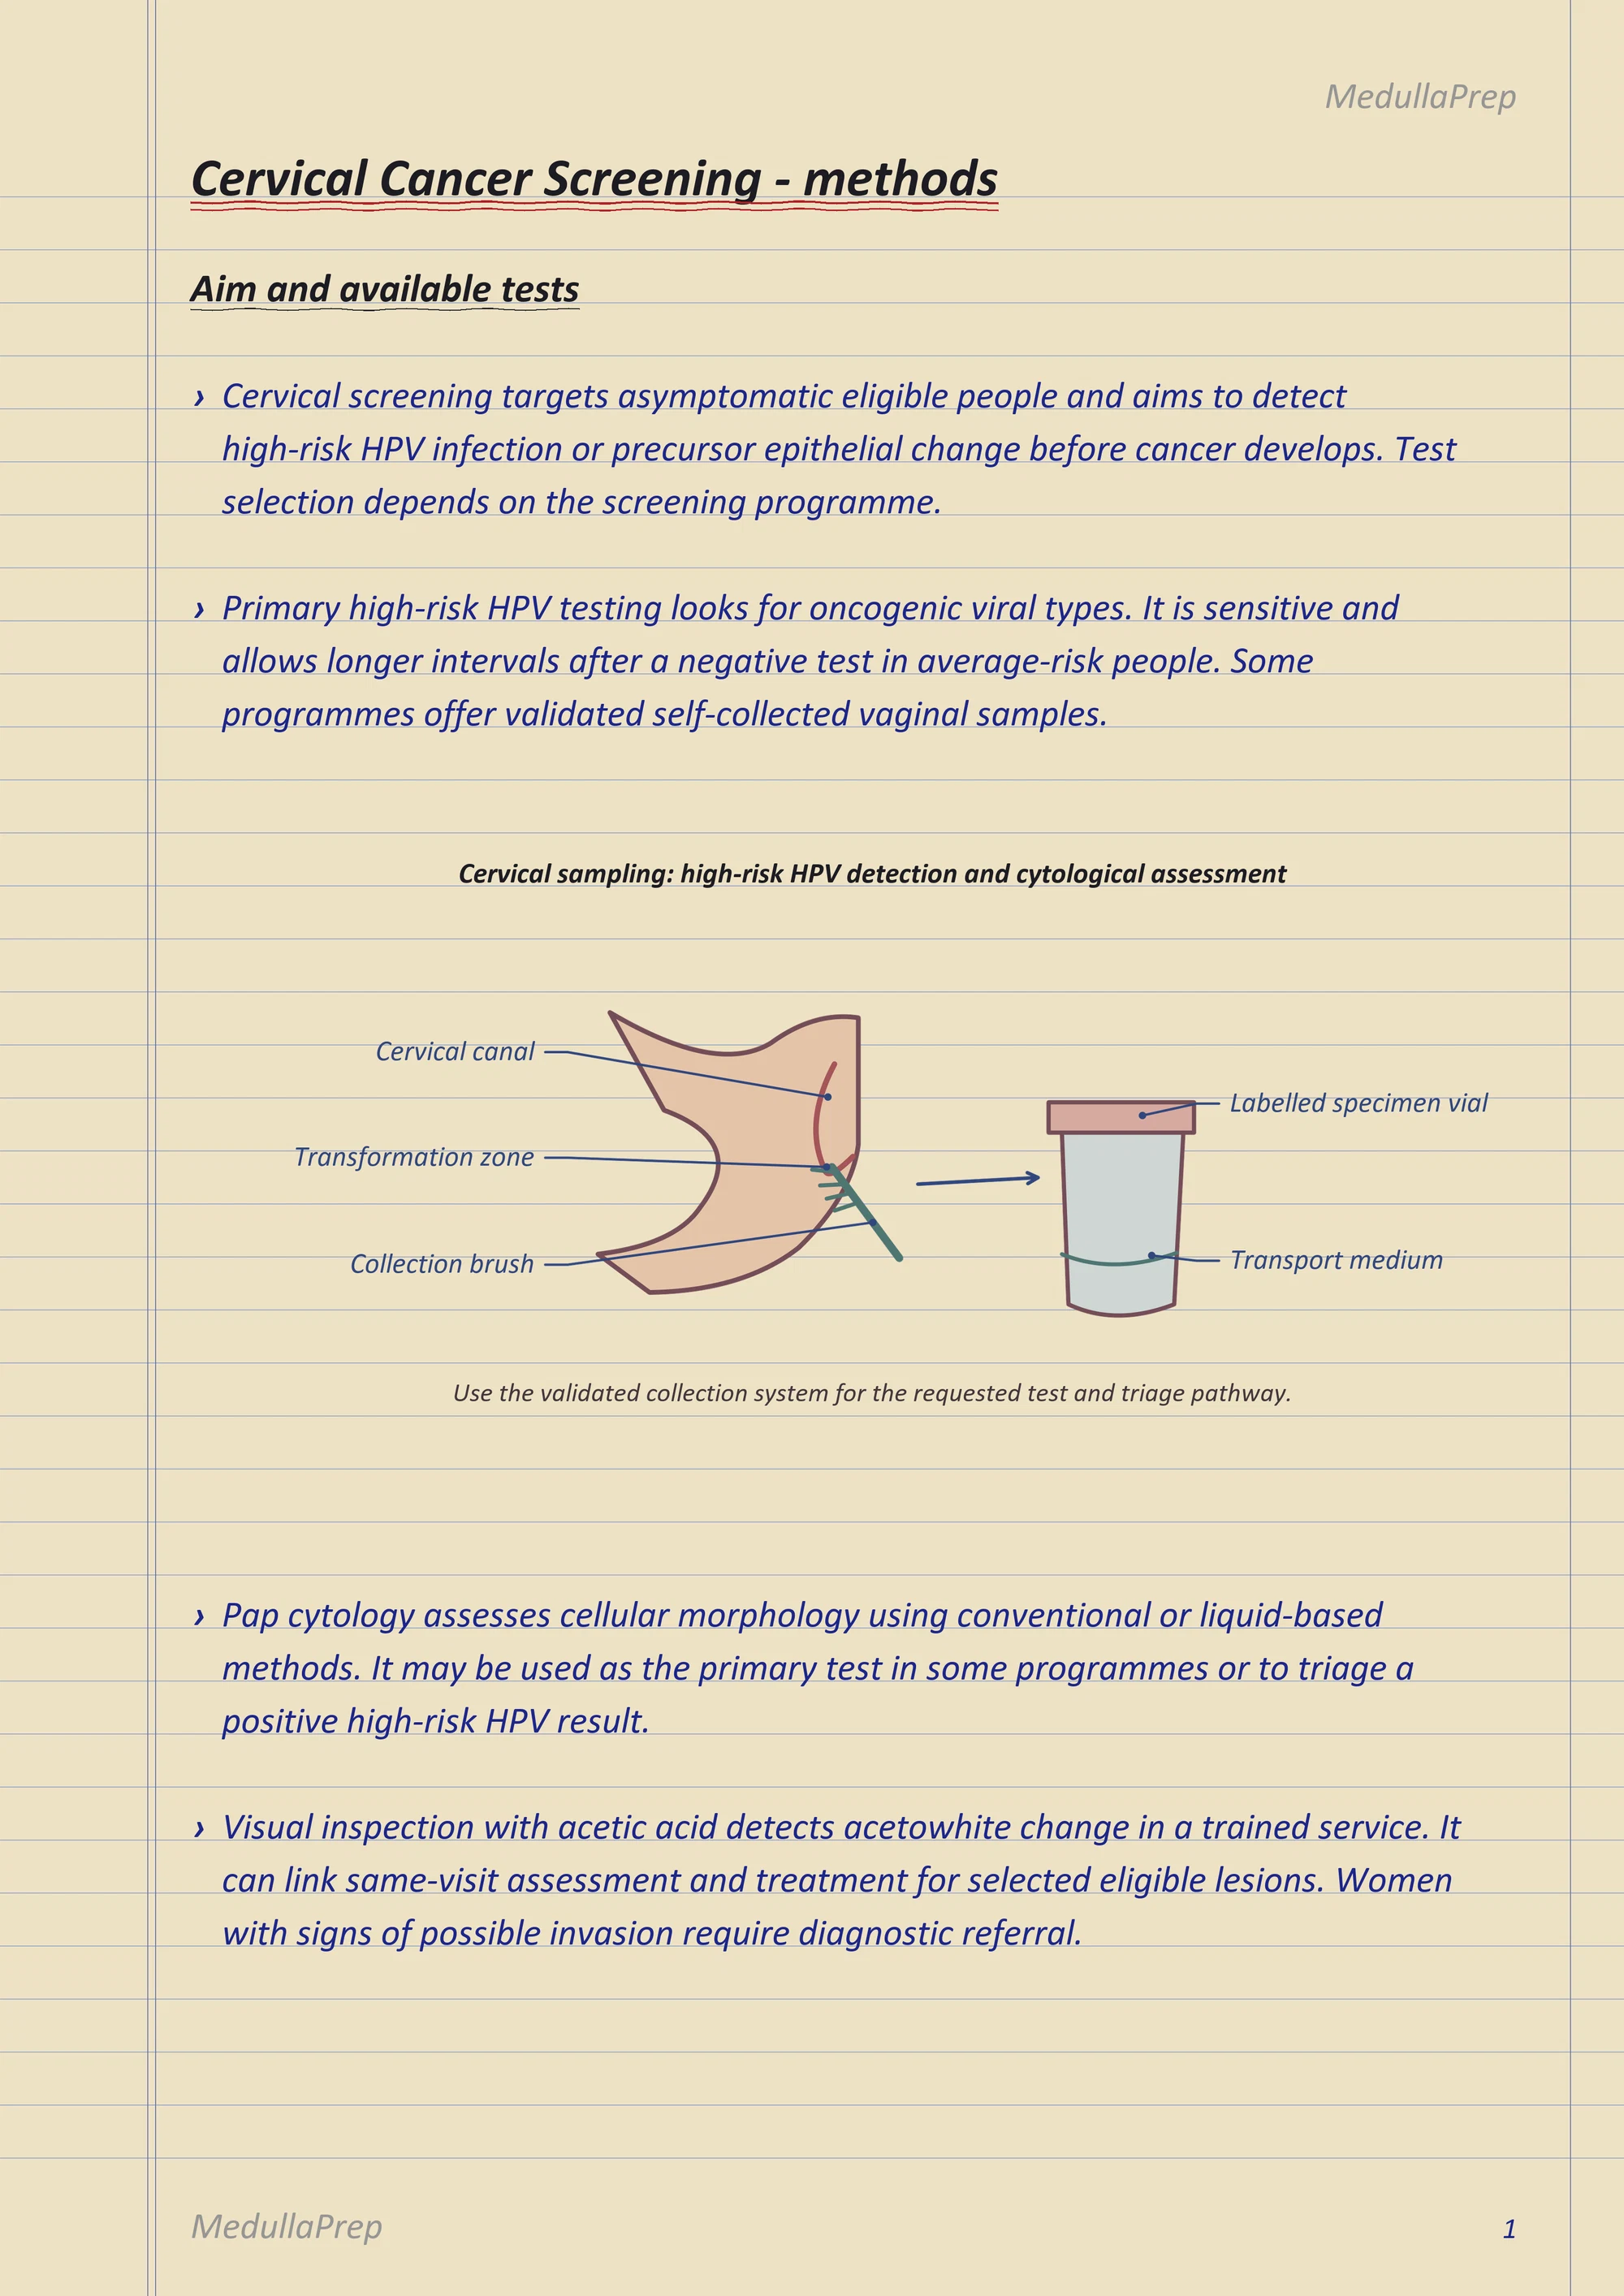 MedullaPrep
Cervical Cancer Screening - methods
Aim and available tests
› Cervical screening targets asymptomatic eligible people and aims to detect
high-risk HPV infection or precursor epithelial change before cancer develops. Test
selection depends on the screening programme.
› Primary high-risk HPV testing looks for oncogenic viral types. It is sensitive and
allows longer intervals after a negative test in average-risk people. Some
programmes offer validated self-collected vaginal samples.
Cervical sampling: high-risk HPV detection and cytological assessment
Cervical canal
Labelled specimen vial
Transformation zone
Collection brush
Transport medium
Use the validated collection system for the requested test and triage pathway.
› Pap cytology assesses cellular morphology using conventional or liquid-based
methods. It may be used as the primary test in some programmes or to triage a
positive high-risk HPV result.
› Visual inspection with acetic acid detects acetowhite change in a trained service. It
can link same-visit assessment and treatment for selected eligible lesions. Women
with signs of possible invasion require diagnostic referral.
MedullaPrep
1